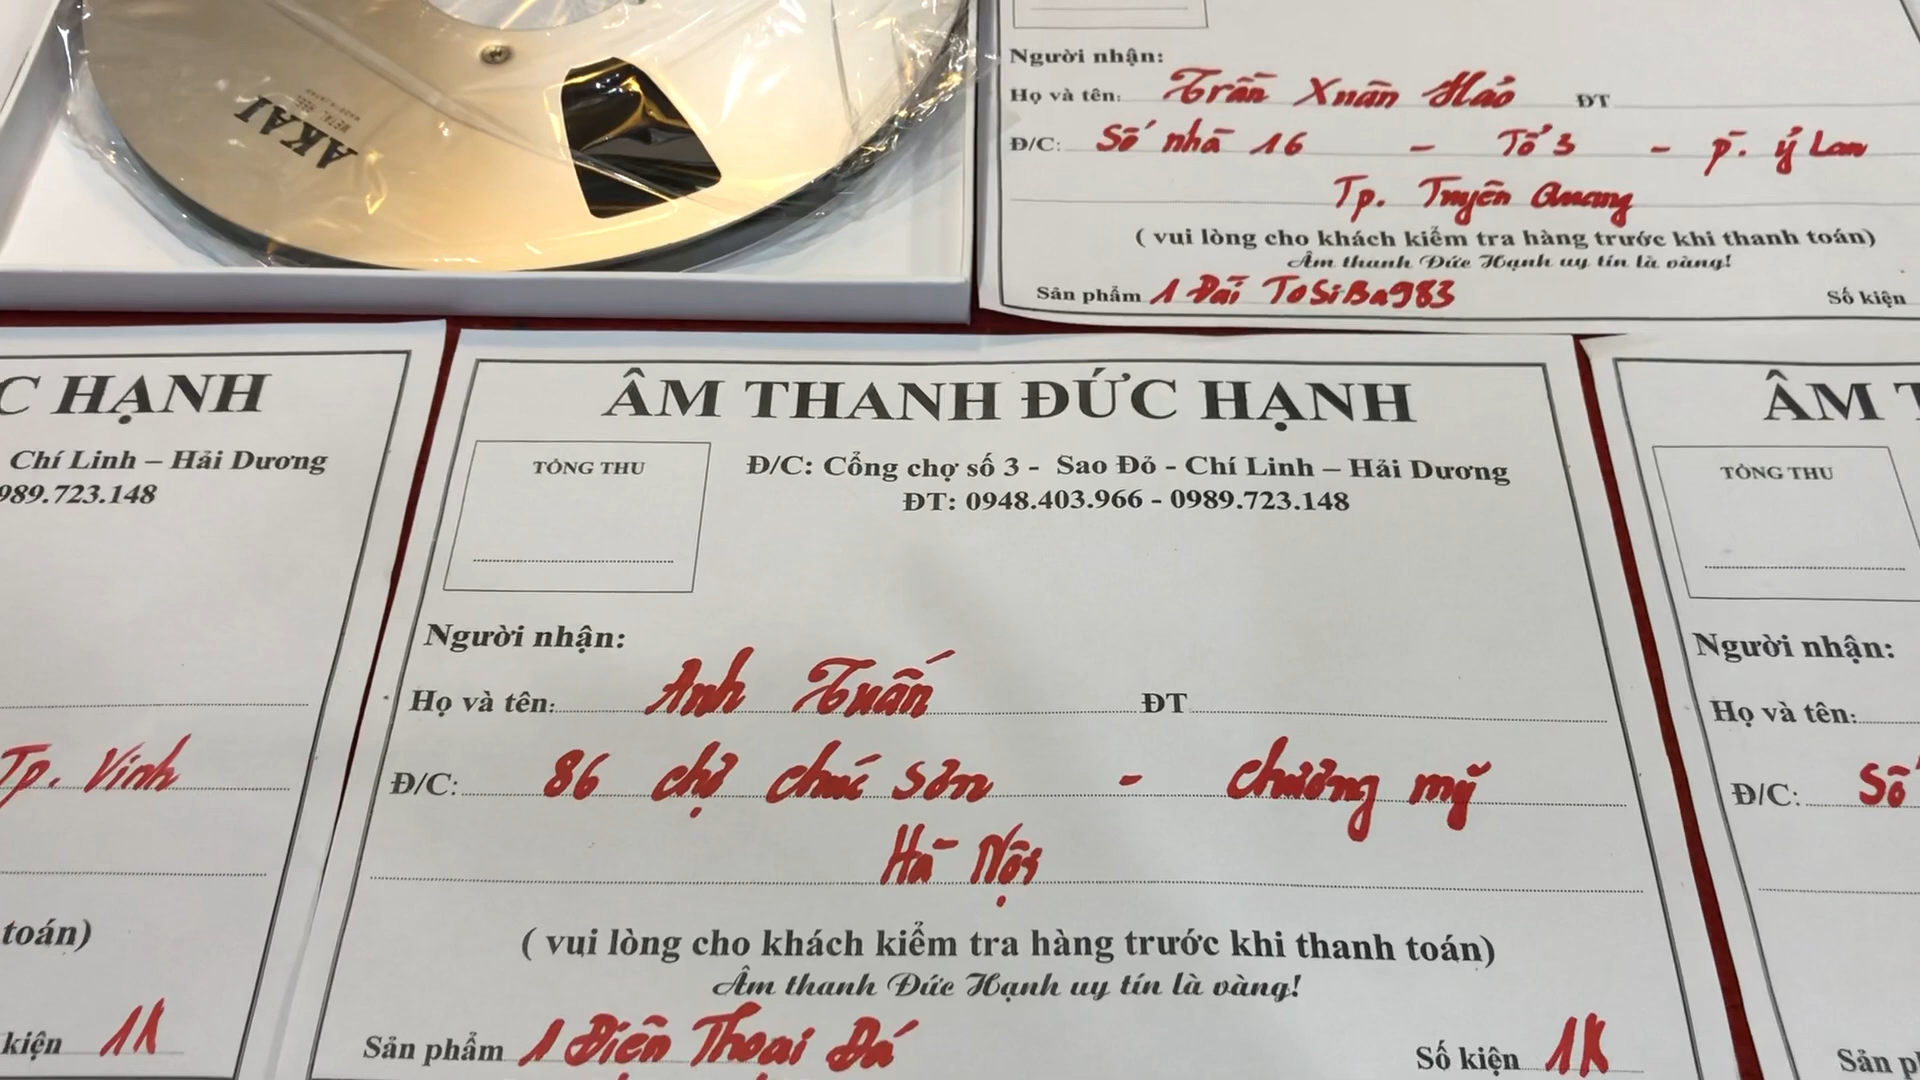 AKAI
Người nhận:
Họ và tên: Trần Xuân Hảo ĐT
Đ/C: Số nhà 16 - Tổ 3 - p. ỷ Lan
Tp. Tuyên Quang
( vui lòng cho khách kiểm tra hàng trước khi thanh toán)
Âm thanh Đức Hạnh uy tín là vàng!
Sản phẩm 1 Đài ToSiBa983 Số kiện
C HẠNH
Chí Linh – Hải Dương
989.723.148
Tp. Vinh
toán)
kiện 1K
ÂM THANH ĐỨC HẠNH
TỔNG THU
Đ/C: Cổng chợ số 3 - Sao Đỏ - Chí Linh – Hải Dương
ĐT: 0948.403.966 - 0989.723.148
Người nhận:
Họ và tên: Anh Tuấn ĐT
Đ/C: 86 chợ chúc sơn - chương mỹ
Hà Nội
( vui lòng cho khách kiểm tra hàng trước khi thanh toán)
Âm thanh Đức Hạnh uy tín là vàng!
Sản phẩm 1 Điện Thoại Đá Số kiện 1K
ÂM T
TỔNG THU
Người nhận:
Họ và tên:
Đ/C: Số
Sản p